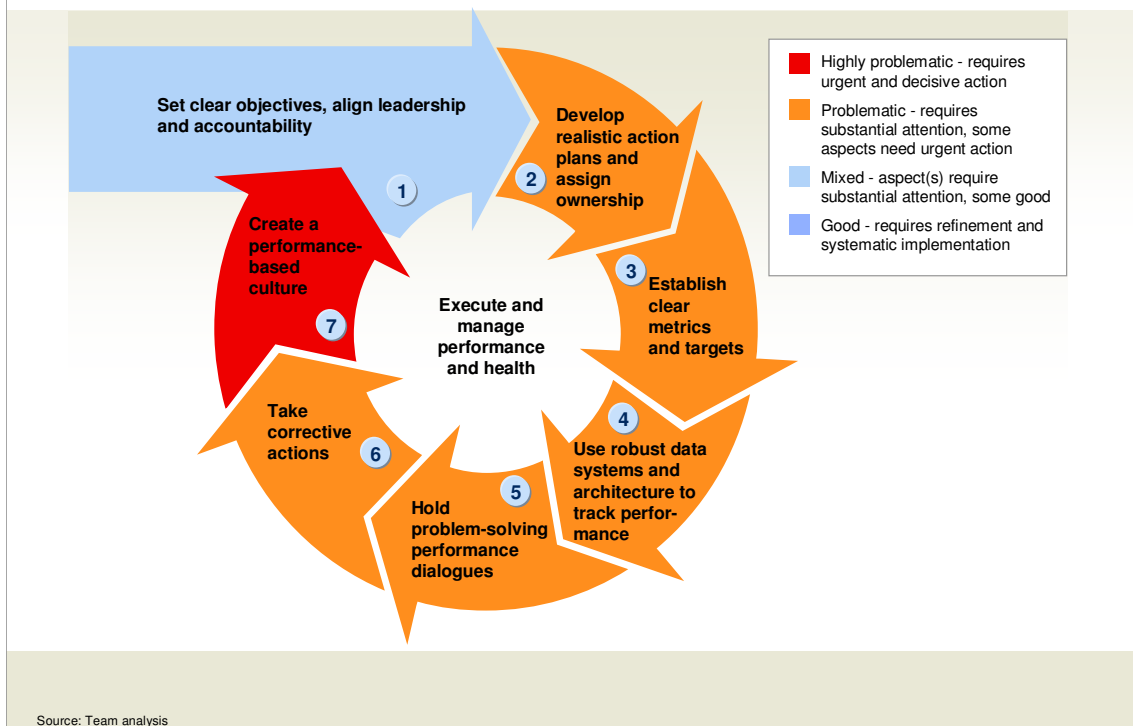 Set clear objectives, align leadership
and accountability
1
Develop
realistic action
plans and
assign
ownership
2
3
Establish
clear
metrics
and targets
4
Use robust data
systems and
architecture to
track perfor-
mance
5
Hold
problem-solving
performance
dialogues
6
Take
corrective
actions
7
Create a
performance-
based
culture
Execute and
manage
performance
and health
Highly problematic - requires
urgent and decisive action
Problematic - requires
substantial attention, some
aspects need urgent action
Mixed - aspect(s) require
substantial attention, some good
Good - requires refinement and
systematic implementation
Source: Team analysis